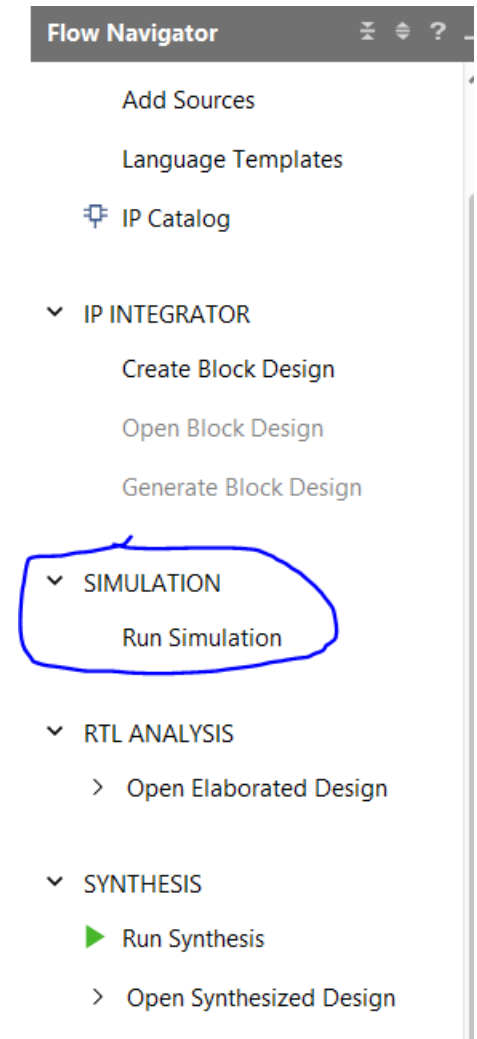 Flow Navigator ?
Add Sources
Language Templates
IP Catalog
IP INTEGRATOR
Create Block Design
Open Block Design
Generate Block Design
SIMULATION
Run Simulation
RTL ANALYSIS
Open Elaborated Design
SYNTHESIS
Run Synthesis
Open Synthesized Design